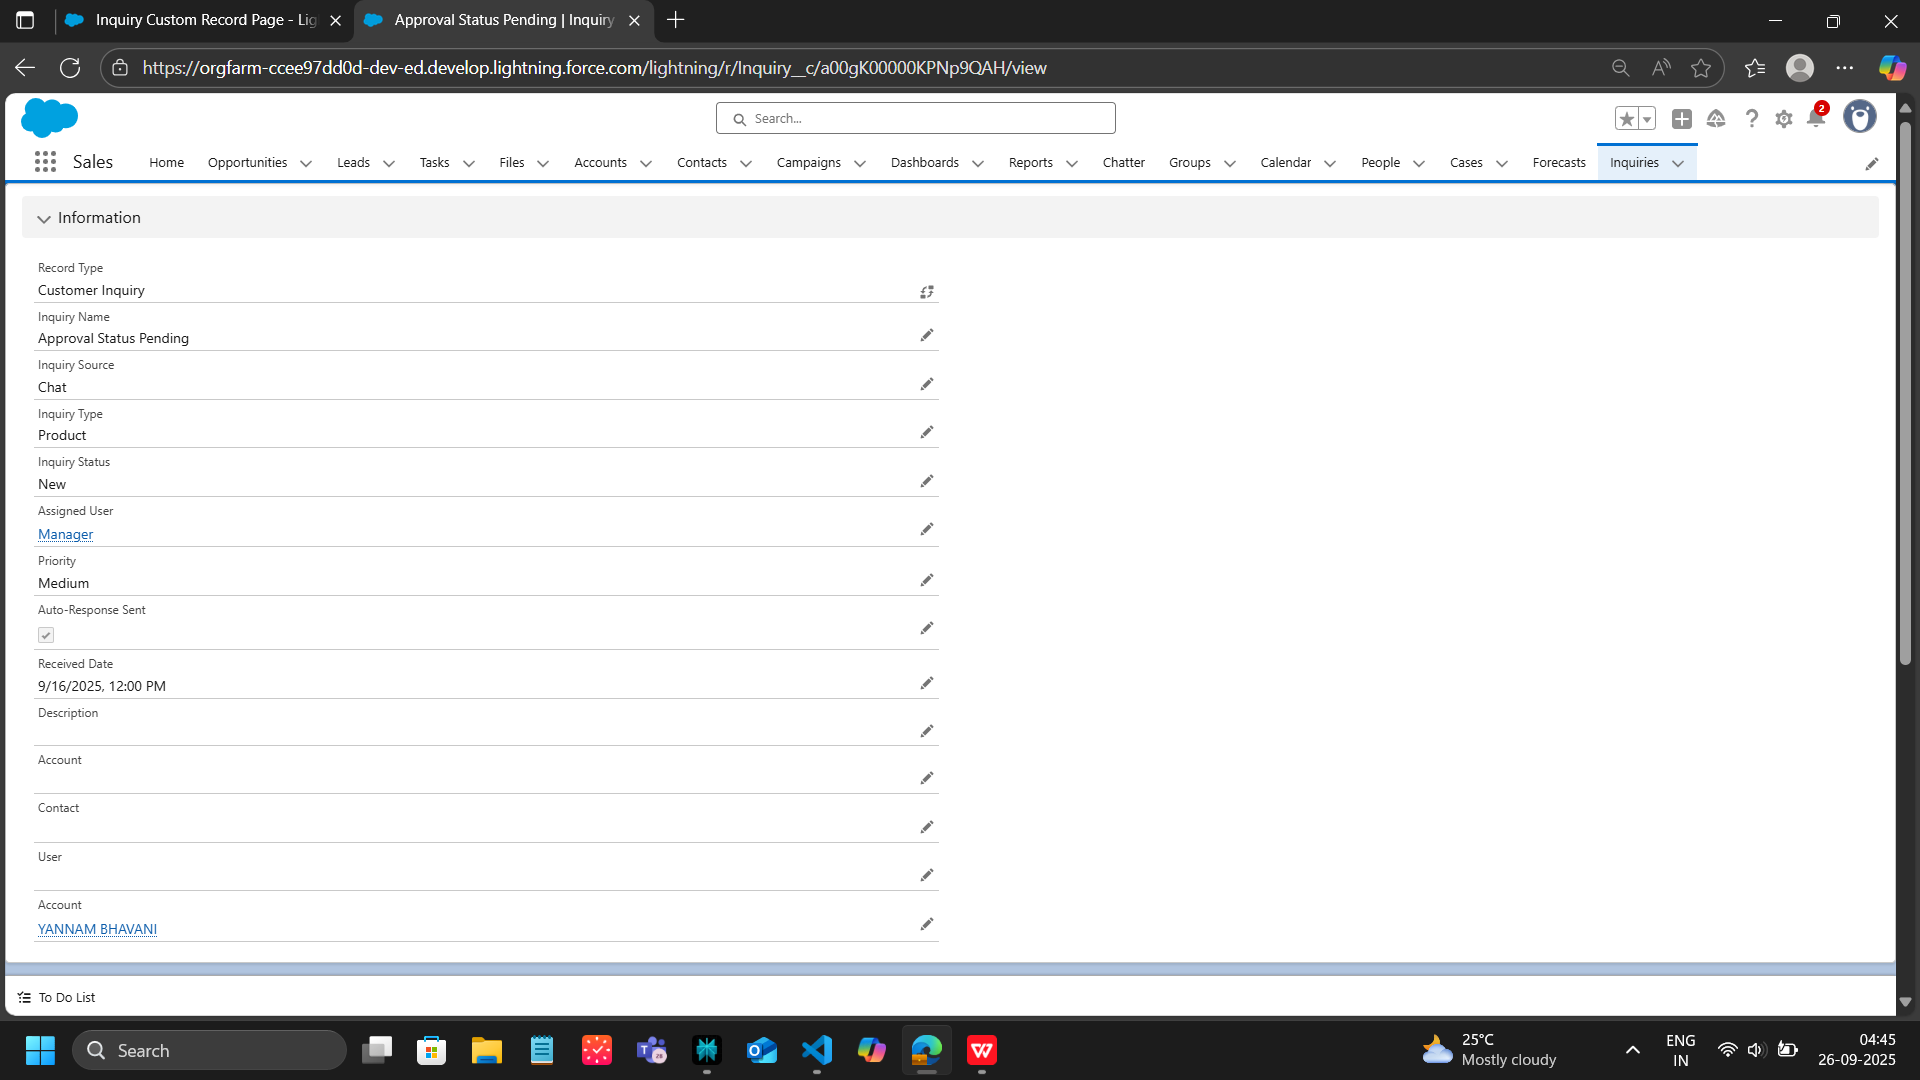 Inquiry Custom Record Page - Lig
Approval Status Pending | Inquiry
https://orgfarm-ccee97dd0d-dev-ed.develop.lightning.force.com/lightning/r/Inquiry__c/a00gK00000KPNp9QAH/view
Search...
2
Sales
Home
Opportunities
Leads
Tasks
Files
Accounts
Contacts
Campaigns
Dashboards
Reports
Chatter
Groups
Calendar
People
Cases
Forecasts
Inquiries
Information
Record Type
Customer Inquiry
Inquiry Name
Approval Status Pending
Inquiry Source
Chat
Inquiry Type
Product
Inquiry Status
New
Assigned User
Manager
Priority
Medium
Auto-Response Sent
Received Date
9/16/2025, 12:00 PM
Description
Account
Contact
User
Account
YANNAM BHAVANI
To Do List
Search
28
25°C
Mostly cloudy
ENG
IN
04:45
26-09-2025